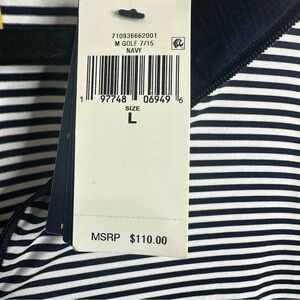 710936662001
M GOLF 7/15
NAVY
1 97748 06949 6
SIZE
L
MSRP $110.00